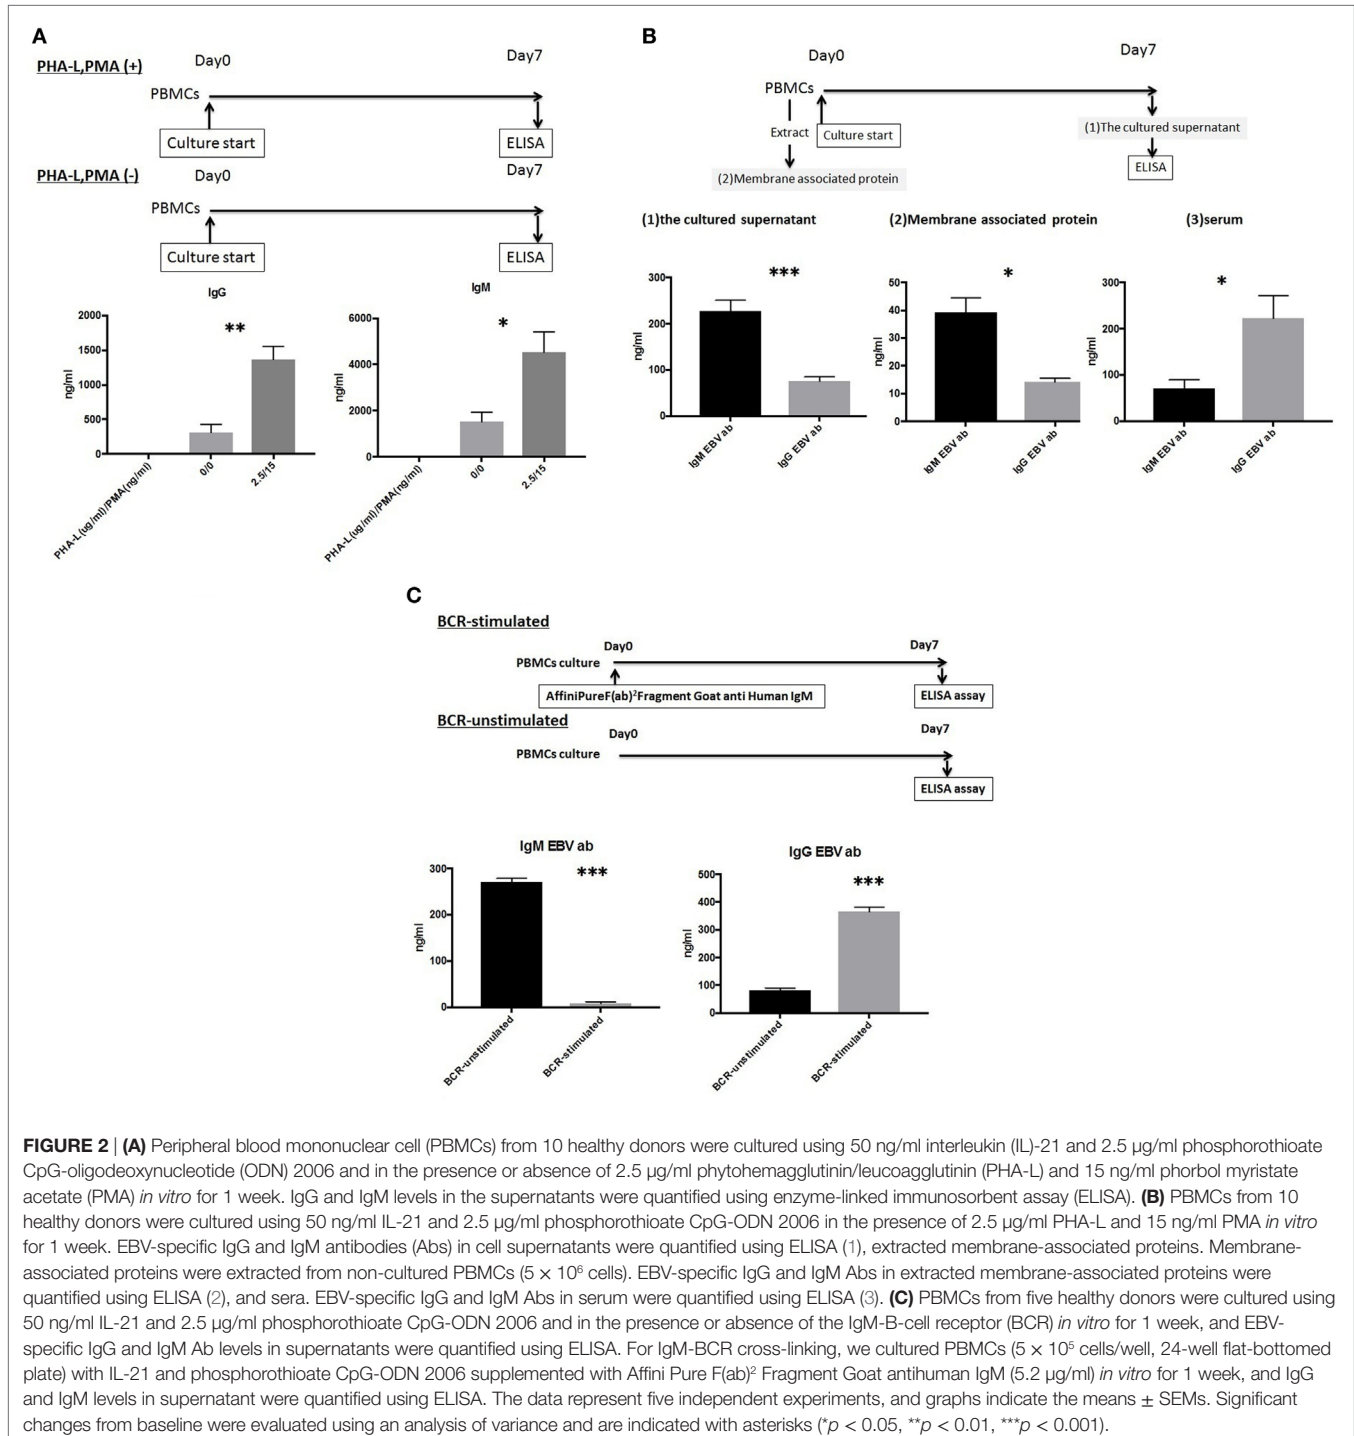 A
PHA-L,PMA (+)
Day0
Day7
PBMCs
Culture start
ELISA
PHA-L,PMA (-)
Day0
Day7
PBMCs
Culture start
ELISA
IgG
2000
1500
1000
500
0
ng/ml
**
PHA-L(ug/ml)/PMA(ng/ml)
0/0
2.5/15
IgM
6000
4000
2000
0
ng/ml
*
PHA-L(ug/ml)/PMA(ng/ml)
0/0
2.5/15
B
Day0
Day7
PBMCs
Extract
Culture start
(1)The cultured supernatant
ELISA
(2)Membrane associated protein
(1)the cultured supernatant
300
200
100
0
ng/ml
***
IgM EBV ab
IgG EBV ab
(2)Membrane associated protein
50
40
30
20
10
0
ng/ml
*
IgM EBV ab
IgG EBV ab
(3)serum
300
200
100
0
ng/ml
*
IgM EBV ab
IgG EBV ab
C
BCR-stimulated
Day0
Day7
PBMCs culture
AffiniPureF(ab)²Fragment Goat anti Human IgM
ELISA assay
BCR-unstimulated
Day0
Day7
PBMCs culture
ELISA assay
IgM EBV ab
300
200
100
0
ng/ml
***
BCR-unstimulated
BCR-stimulated
IgG EBV ab
500
400
300
200
100
0
ng/ml
***
BCR-unstimulated
BCR-stimulated
FIGURE 2 | (A) Peripheral blood mononuclear cell (PBMCs) from 10 healthy donors were cultured using 50 ng/ml interleukin (IL)-21 and 2.5 µg/ml phosphorothioate
CpG-oligodeoxynucleotide (ODN) 2006 and in the presence or absence of 2.5 µg/ml phytohemagglutinin/leucoagglutinin (PHA-L) and 15 ng/ml phorbol myristate
acetate (PMA) in vitro for 1 week. IgG and IgM levels in the supernatants were quantified using enzyme-linked immunosorbent assay (ELISA). (B) PBMCs from 10
healthy donors were cultured using 50 ng/ml IL-21 and 2.5 µg/ml phosphorothioate CpG-ODN 2006 in the presence of 2.5 µg/ml PHA-L and 15 ng/ml PMA in vitro
for 1 week. EBV-specific IgG and IgM antibodies (Abs) in cell supernatants were quantified using ELISA (1), extracted membrane-associated proteins. Membrane-
associated proteins were extracted from non-cultured PBMCs (5 × 10⁶ cells). EBV-specific IgG and IgM Abs in extracted membrane-associated proteins were
quantified using ELISA (2), and sera. EBV-specific IgG and IgM Abs in serum were quantified using ELISA (3). (C) PBMCs from five healthy donors were cultured using
50 ng/ml IL-21 and 2.5 µg/ml phosphorothioate CpG-ODN 2006 and in the presence or absence of the IgM-B-cell receptor (BCR) in vitro for 1 week, and EBV-
specific IgG and IgM Ab levels in supernatants were quantified using ELISA. For IgM-BCR cross-linking, we cultured PBMCs (5 × 10⁵ cells/well, 24-well flat-bottomed
plate) with IL-21 and phosphorothioate CpG-ODN 2006 supplemented with Affini Pure F(ab)² Fragment Goat antihuman IgM (5.2 µg/ml) in vitro for 1 week, and IgG
and IgM levels in supernatant were quantified using ELISA. The data represent five independent experiments, and graphs indicate the means ± SEMs. Significant
changes from baseline were evaluated using an analysis of variance and are indicated with asterisks (*p < 0.05, **p < 0.01, ***p < 0.001).